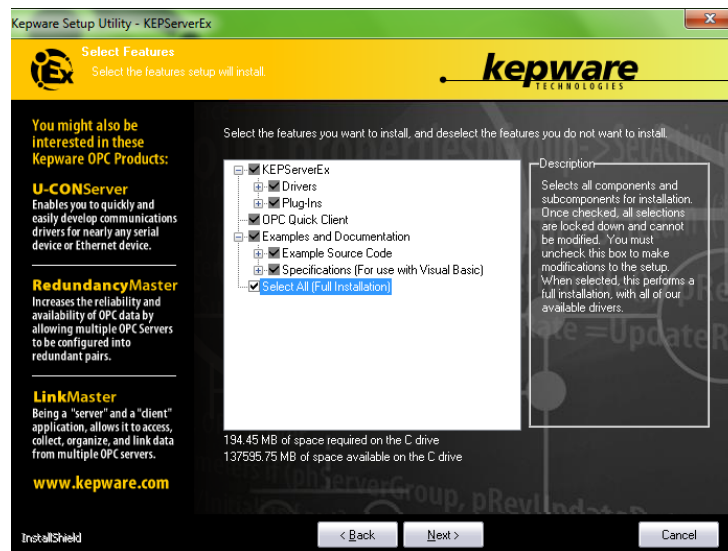 Kepware Setup Utility - KEPServerEx
Select Features
Select the features setup will install.
Ex
kepware
TECHNOLOGIES
You might also be
interested in these
Kepware OPC Products:
U-CONServer
Enables you to quickly and
easily develop communications
drivers for nearly any serial
device or Ethernet device.
RedundancyMaster
Increases the reliability and
availability of OPC data by
allowing multiple OPC Servers
to be configured into
redundant pairs.
LinkMaster
Being a "server" and a "client"
application, allows it to access,
collect, organize, and link data
from multiple OPC servers.
www.kepware.com
Select the features you want to install, and deselect the features you do not want to install.
KEPServerEx
Drivers
Plug-Ins
OPC Quick Client
Examples and Documentation
Example Source Code
Specifications (For use with Visual Basic)
Select All (Full Installation)
Description
Selects all components and
subcomponents for installation.
Once checked, all selections
are locked down and cannot
be modified. You must
uncheck this box to make
modifications to the setup.
When selected, this performs a
full installation, with all of our
available drivers.
194.45 MB of space required on the C drive
137595.75 MB of space available on the C drive
InstallShield
< Back
Next >
Cancel